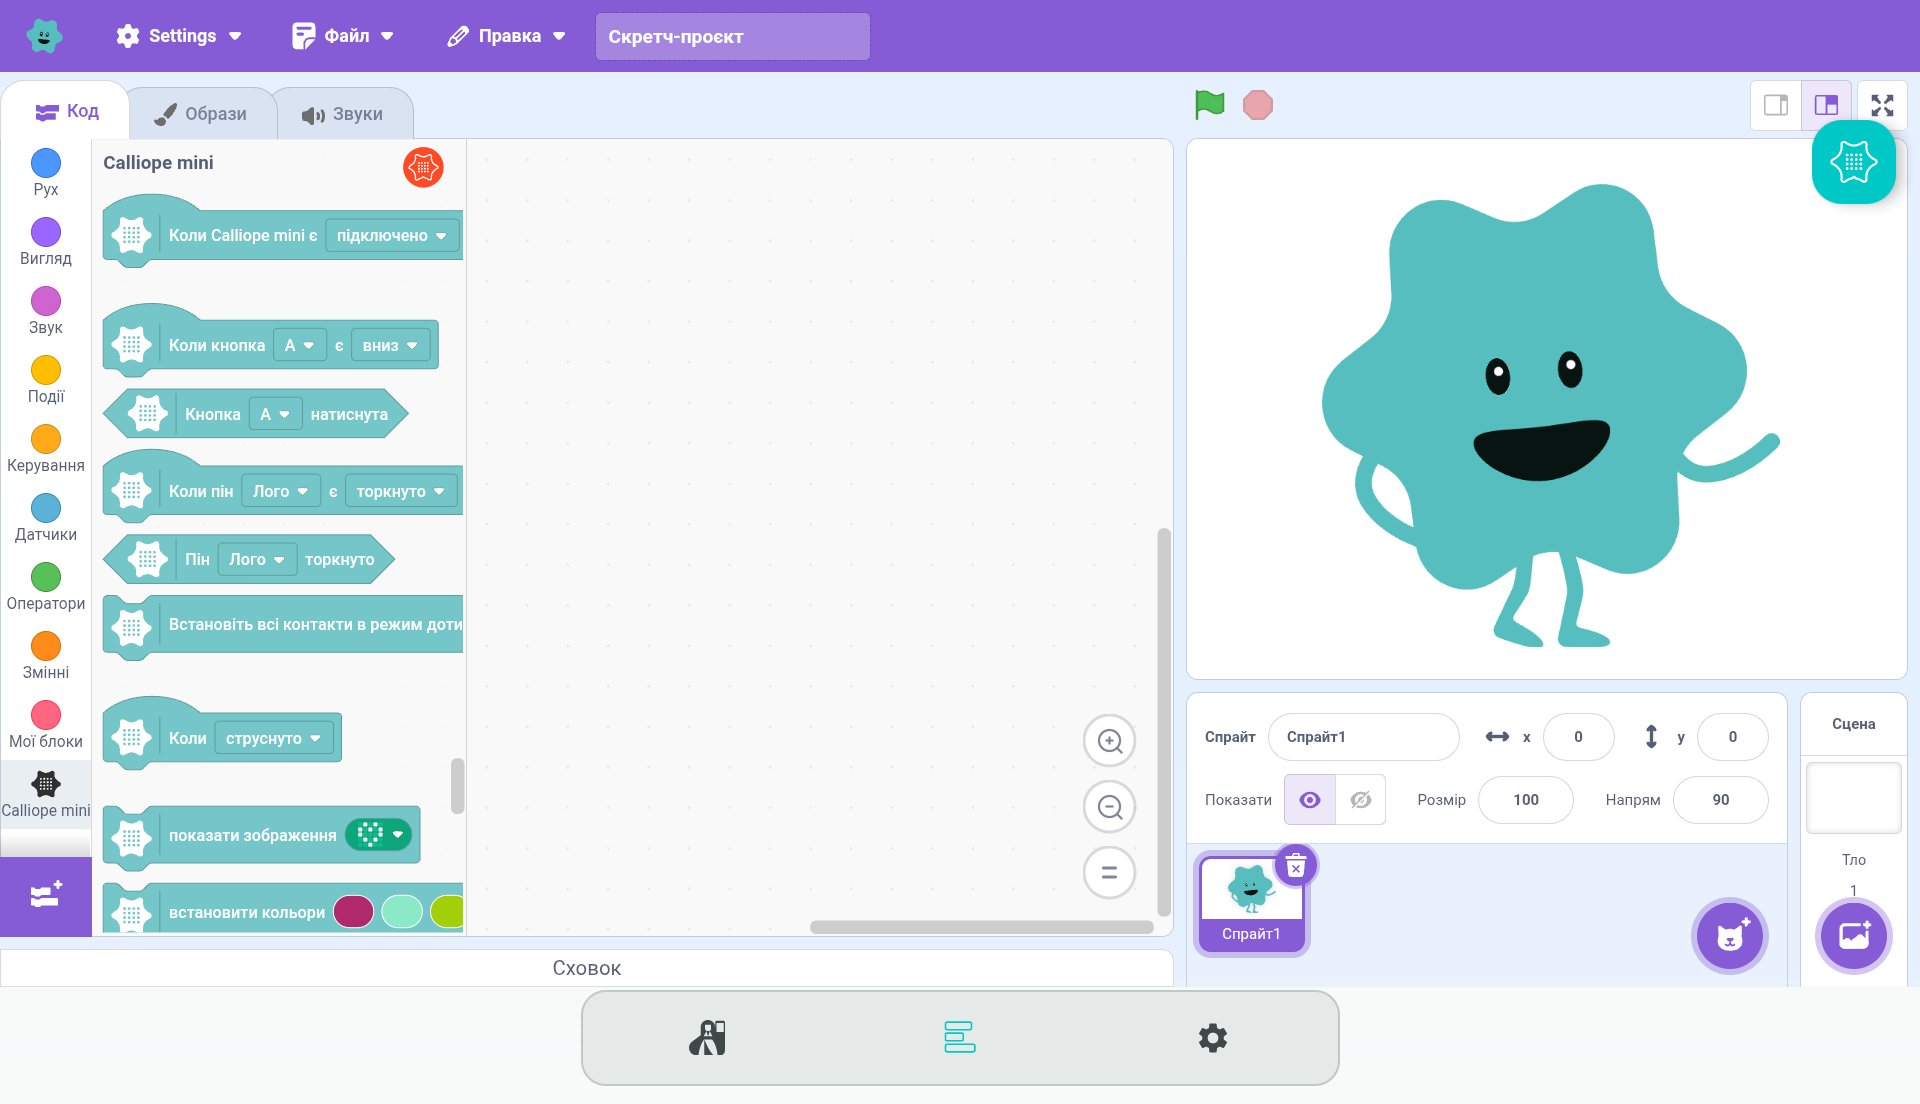 Settings
Файл
Правка
Скретч-проєкт
Код
Образи
Звуки
Рух
Вигляд
Звук
Події
Керування
Датчики
Оператори
Змінні
Мої блоки
Calliope mini
Calliope mini
Коли Calliope mini є підключено
Коли кнопка A є вниз
Кнопка A натиснута
Коли пін Лого є торкнуто
Пін Лого торкнуто
Встановіть всі контакти в режим доти
Коли струснуто
показати зображення
встановити кольори
Сховок
Спрайт Спрайт1 x 0 y 0
Показати Розмір 100 Напрям 90
Спрайт1
Сцена
Тло
1